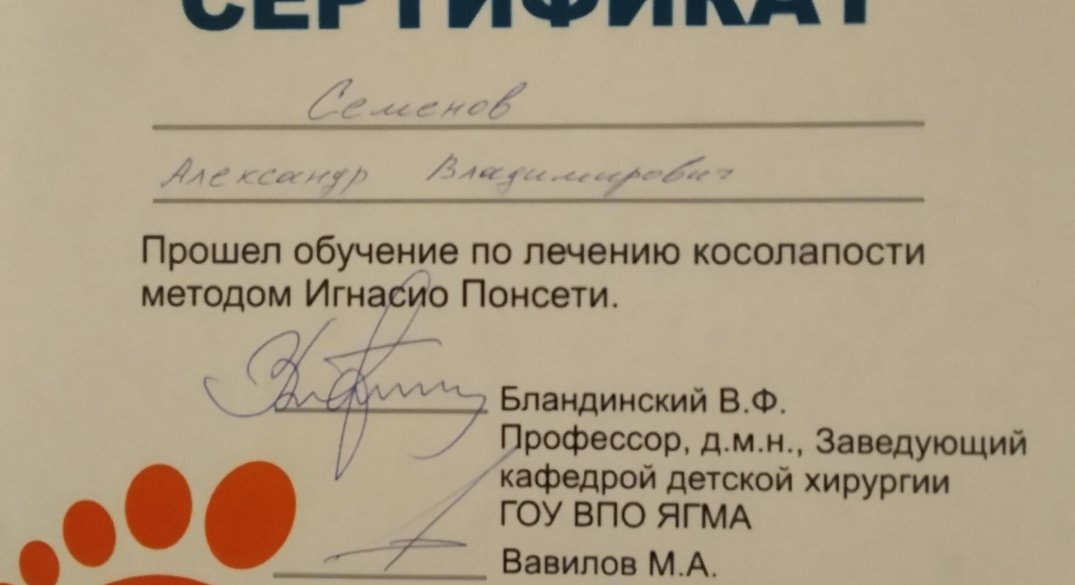 СЕРТИФИКАТ
Семенов
Александр Владимирович
Прошел обучение по лечению косолапости
методом Игнасио Понсети.
Бландинский В.Ф.
Профессор, д.м.н., Заведующий
кафедрой детской хирургии
ГОУ ВПО ЯГМА
Вавилов М.А.